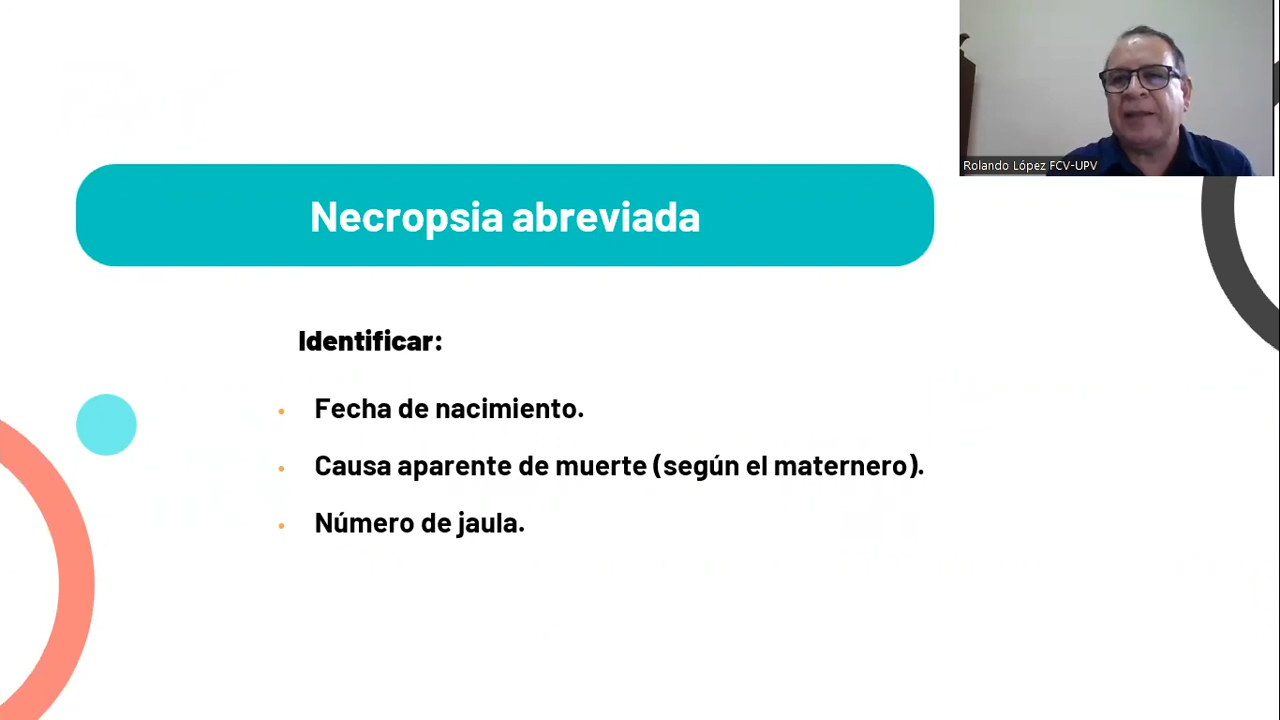 Rolando López FCV-UPV
Necropsia abreviada
Identificar:
• Fecha de nacimiento.
• Causa aparente de muerte (según el maternero).
• Número de jaula.